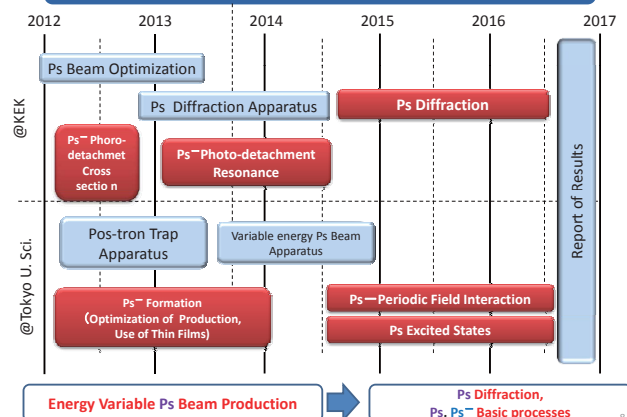 2012 2013 2014 2015 2016 2017
@KEK
Ps Beam Optimization
Ps Diffraction Apparatus
Ps Diffraction
Ps⁻ Phoro-
detachmet
Cross
sectio n
Ps⁻Photo-detachment
Resonance
@Tokyo U. Sci.
Pos-tron Trap
Apparatus
Variable energy Ps Beam
Apparatus
Ps⁻ Formation
(Optimization of Production,
Use of Thin Films)
Ps—Periodic Field Interaction
Ps Excited States
Report of Results
Energy Variable Ps Beam Production
Ps Diffraction,
Ps, Ps⁻ Basic processes
8